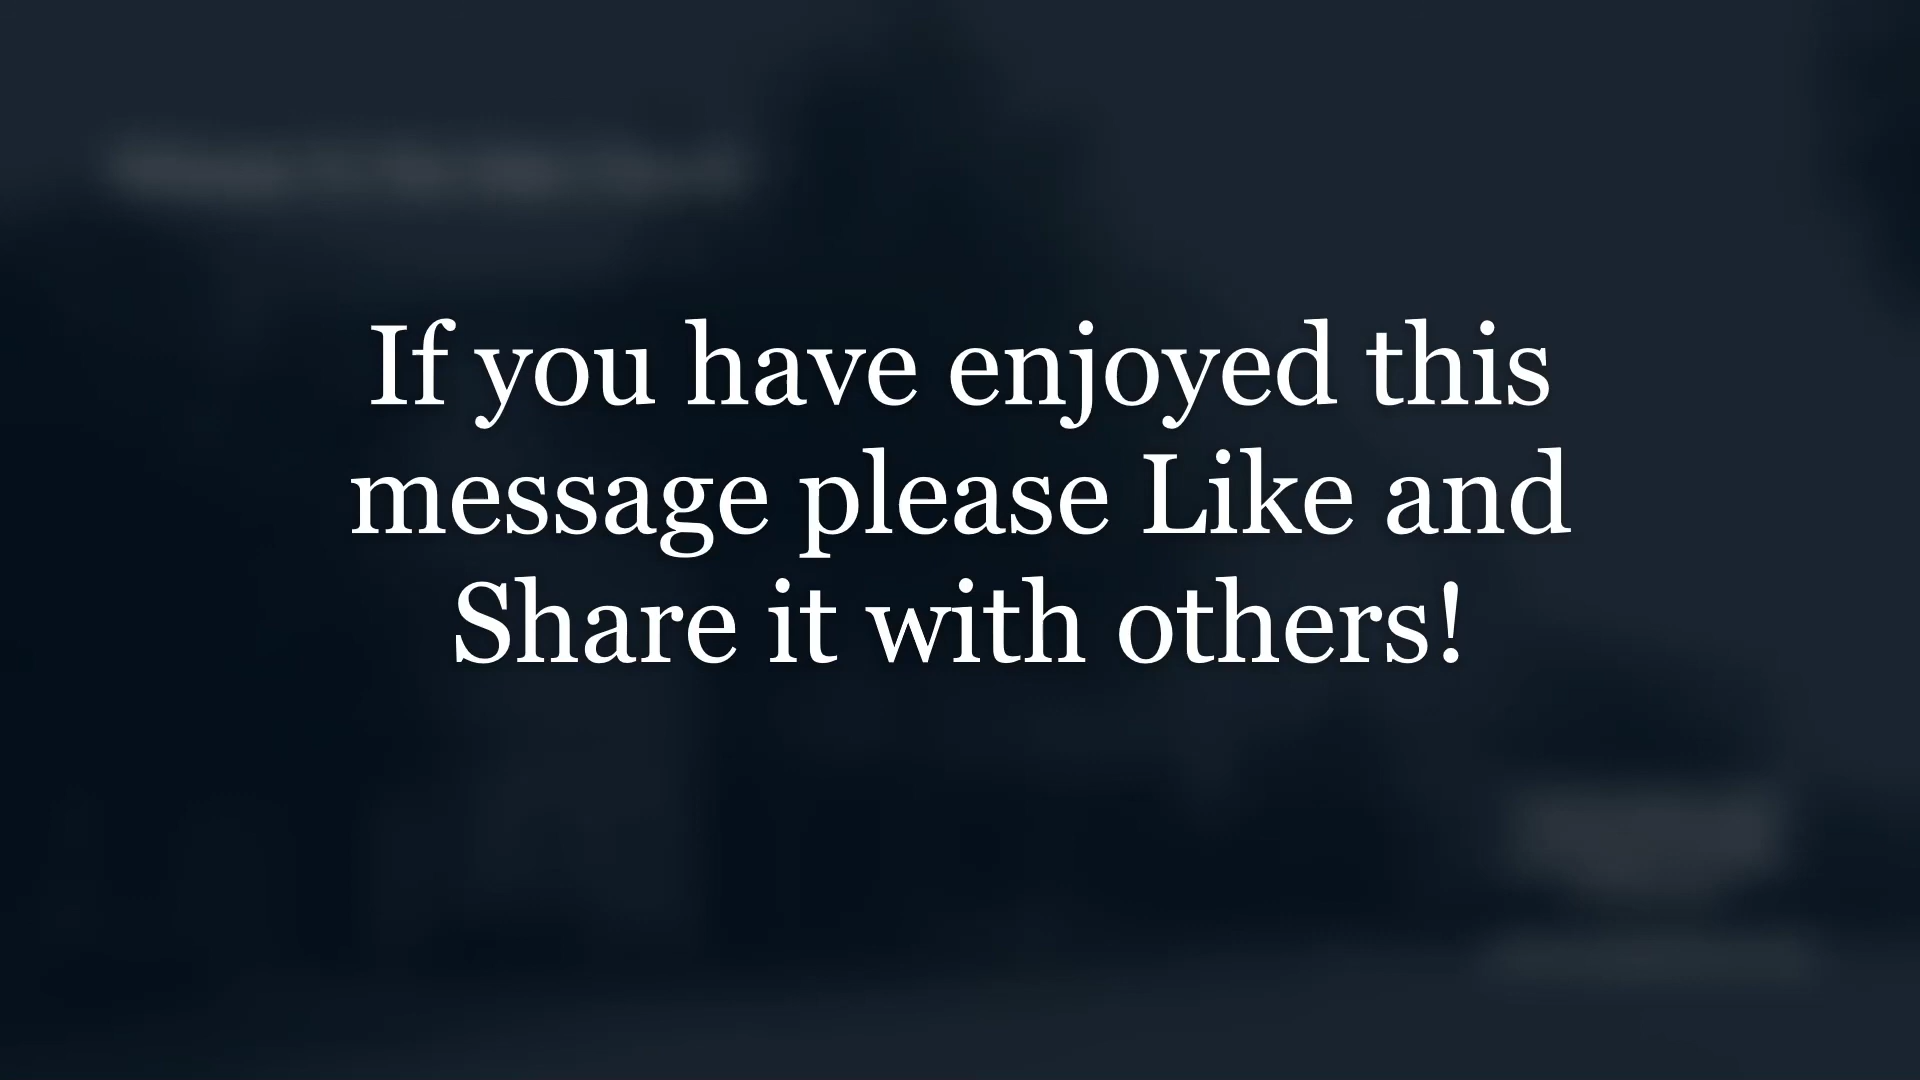 If you have enjoyed this
message please Like and
Share it with others!